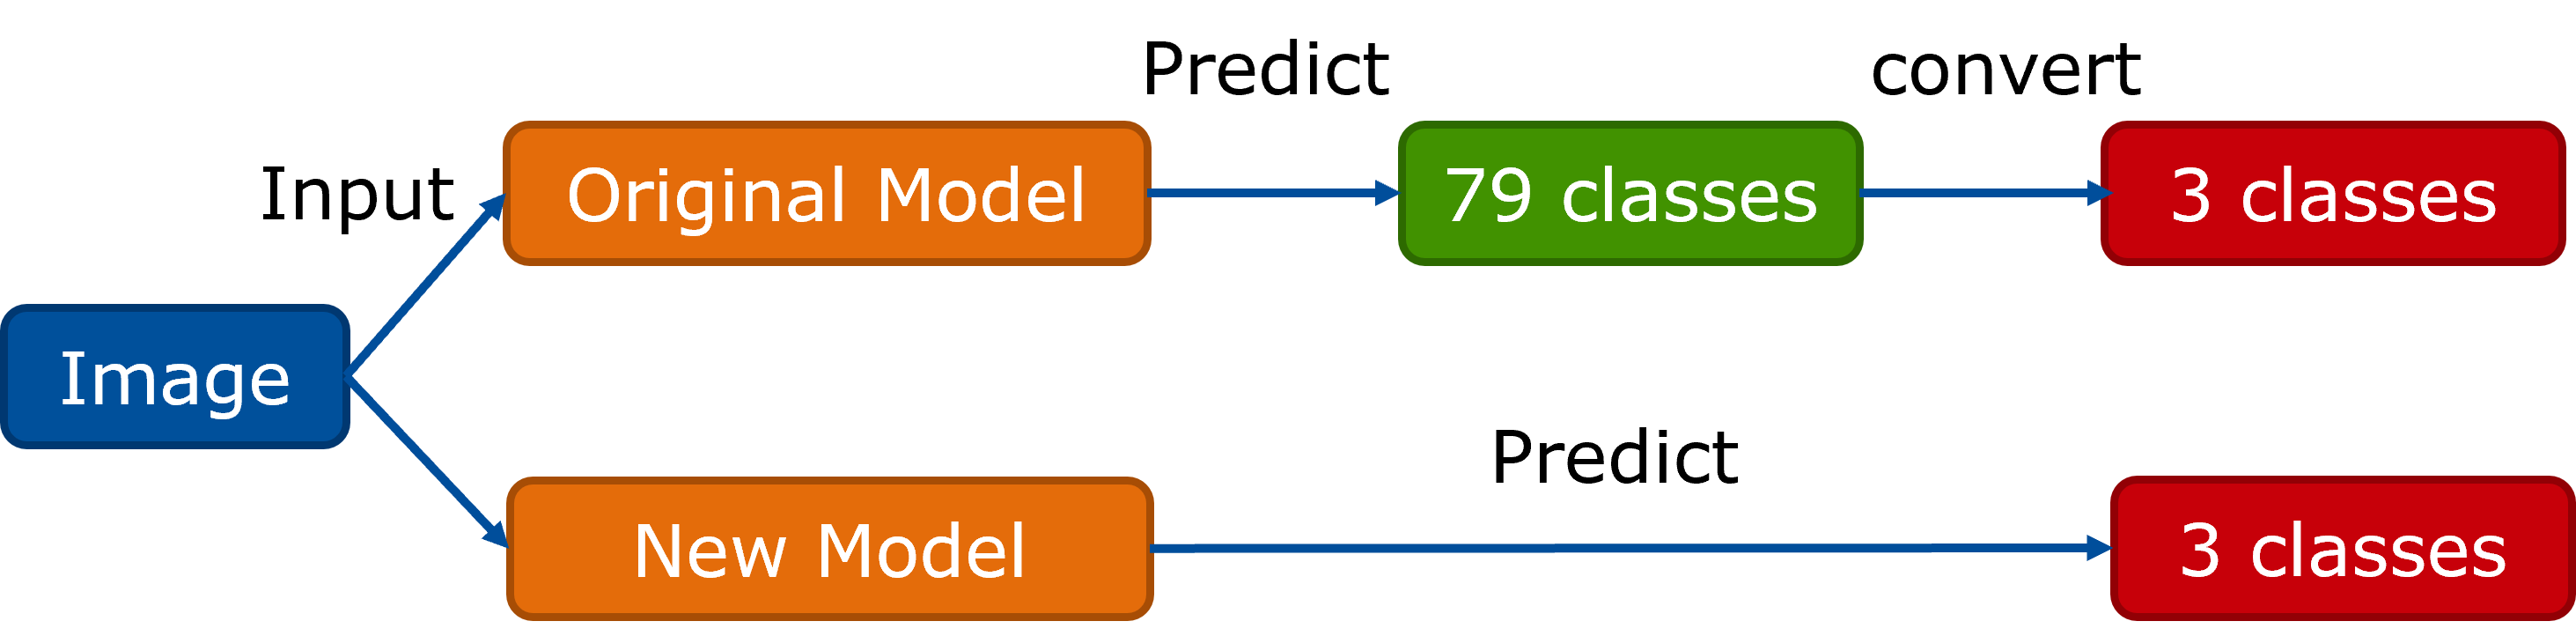 Predict
convert
Input
Original Model
79 classes
3 classes
Image
Predict
New Model
3 classes